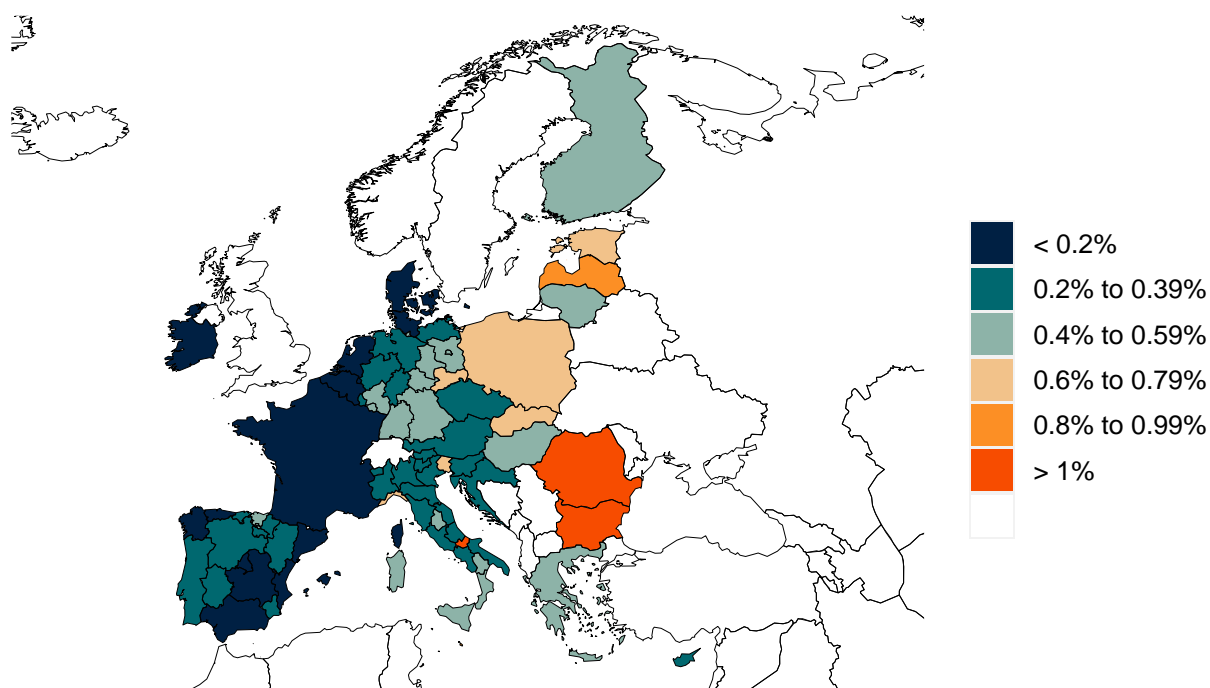 < 0.2%
0.2% to 0.39%
0.4% to 0.59%
0.6% to 0.79%
0.8% to 0.99%
> 1%